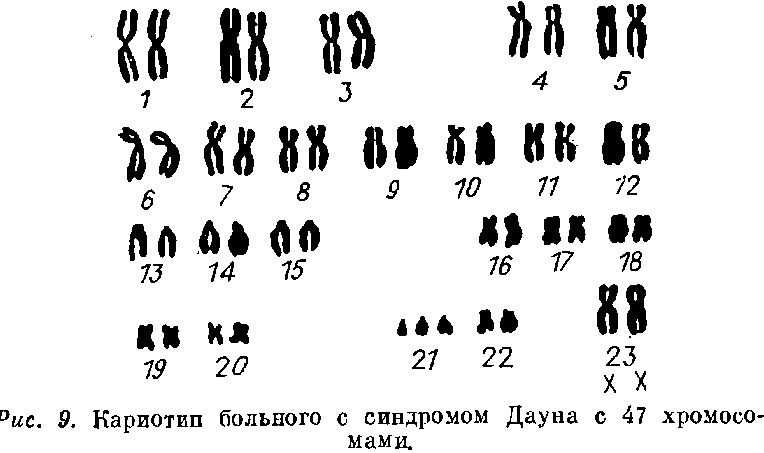 1 2 3 4 5
6 7 8 9 10 11 12
13 14 15 16 17 18
19 20 21 22 23
X X
Рис. 9. Кариотип больного с синдромом Дауна с 47 хромосо-
мами.